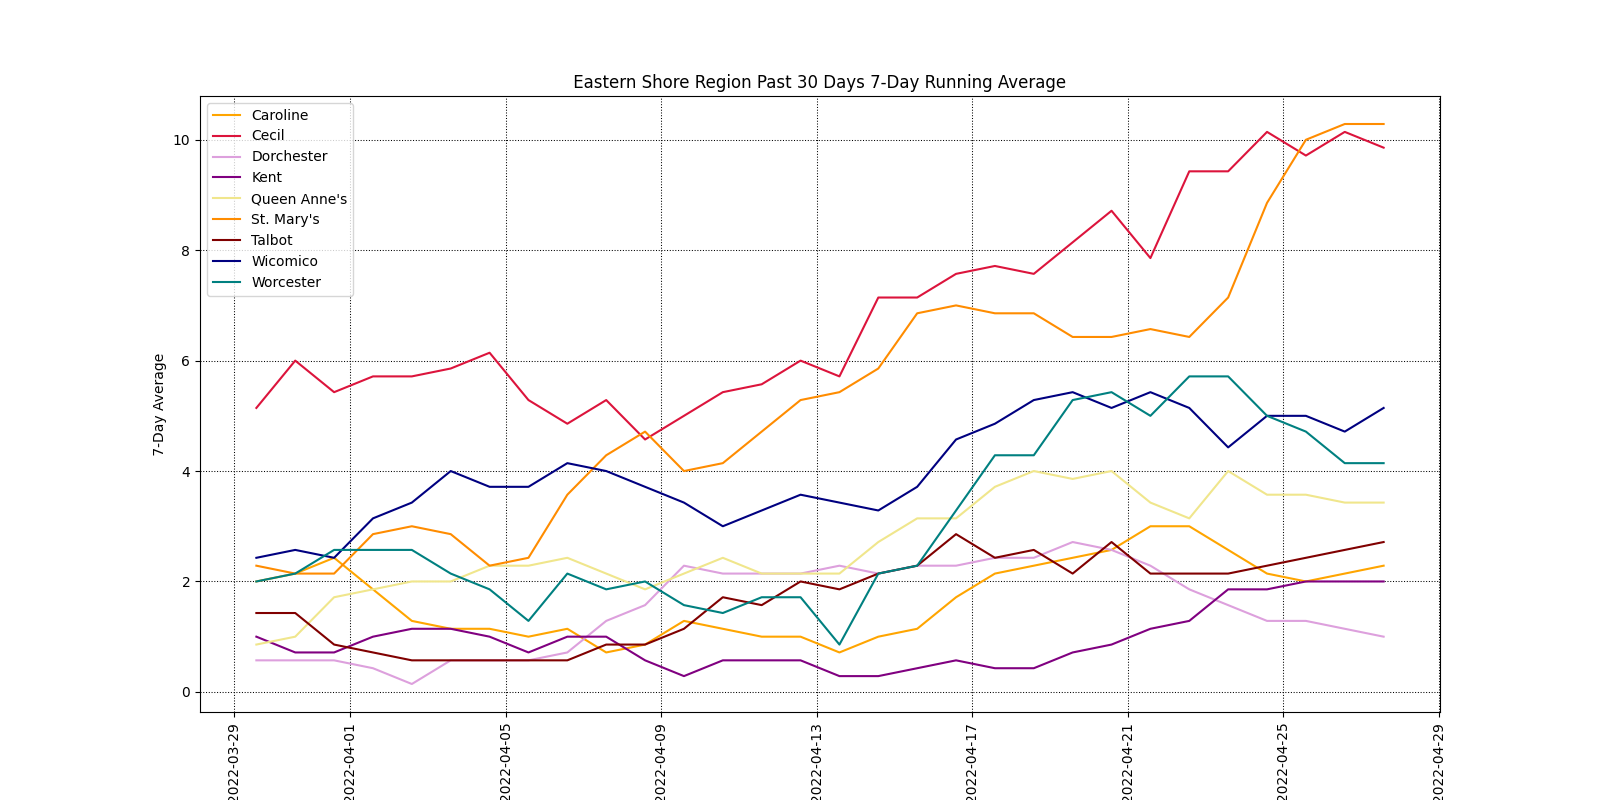 Eastern Shore Region Past 30 Days 7-Day Running Average
Caroline
Cecil
Dorchester
Kent
Queen Anne's
St. Mary's
Talbot
Wicomico
Worcester
10
8
6
4
2
0
7-Day Average
2022-03-29
2022-04-01
2022-04-05
2022-04-09
2022-04-13
2022-04-17
2022-04-21
2022-04-25
2022-04-29